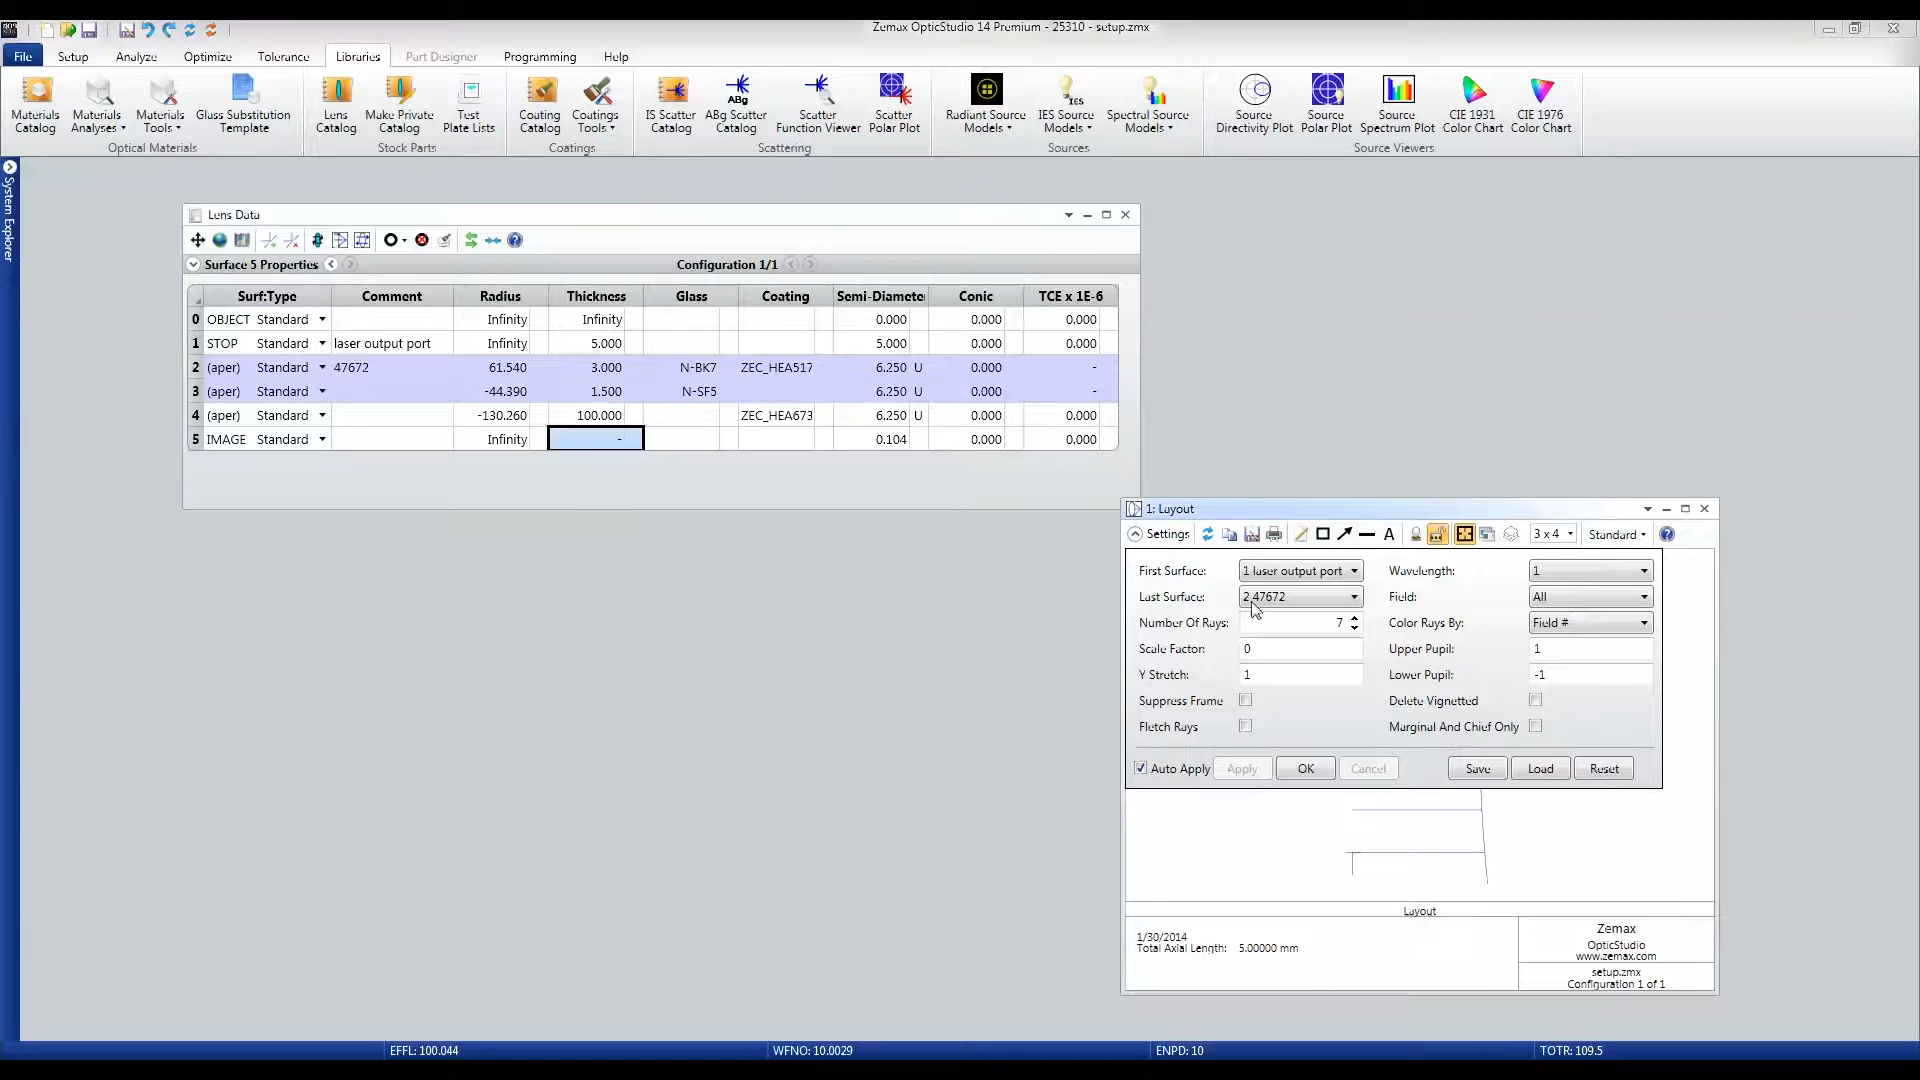 Zemax OpticStudio 14 Premium - 25310 - setup.zmx
File Setup Analyze Optimize Tolerance Libraries Part Designer Programming Help
Materials Catalog
Materials Analyses
Materials Tools
Glass Substitution Template
Lens Catalog
Make Private Catalog
Test Plate Lists
Coating Catalog
Coatings Tools
IS Scatter Catalog
ABg
ABg Scatter Catalog
Scatter Function Viewer
Scatter Polar Plot
Radiant Source Models
IES
IES Source Models
Spectral Source Models
Source Directivity Plot
Source Polar Plot
Source Spectrum Plot
CIE 1931 Color Chart
CIE 1976 Color Chart
Optical Materials Stock Parts Coatings Scattering Sources Source Viewers
System Explorer
Lens Data
Surface 5 Properties Configuration 1/1
Surf:Type Comment Radius Thickness Glass Coating Semi-Diamete Conic TCE x 1E-6
0 OBJECT Standard Infinity Infinity 0.000 0.000 0.000
1 STOP Standard laser output port Infinity 5.000 5.000 0.000 0.000
2 (aper) Standard 47672 61.540 3.000 N-BK7 ZEC_HEA517 6.250 U 0.000 -
3 (aper) Standard -44.390 1.500 N-SF5 6.250 U 0.000 -
4 (aper) Standard -130.260 100.000 ZEC_HEA673 6.250 U 0.000 0.000
5 IMAGE Standard Infinity - 0.104 0.000 0.000
1: Layout
Settings A 3 x 4 Standard
First Surface: 1 laser output port Wavelength: 1
Last Surface: 2 47672 Field: All
Number Of Rays: 7 Color Rays By: Field #
Scale Factor: 0 Upper Pupil: 1
Y Stretch: 1 Lower Pupil: -1
Suppress Frame Delete Vignetted
Fletch Rays Marginal And Chief Only
Auto Apply Apply OK Cancel Save Load Reset
Layout
1/30/2014
Total Axial Length: 5.00000 mm
Zemax
OpticStudio
www.zemax.com
setup.zmx
Configuration 1 of 1
EFFL: 100.044 WFNO: 10.0029 ENPD: 10 TOTR: 109.5